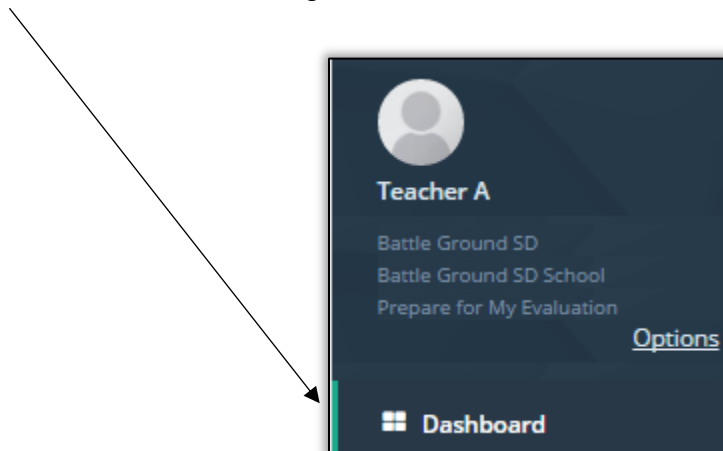 Teacher A
Battle Ground SD
Battle Ground SD School
Prepare for My Evaluation
Options
Dashboard